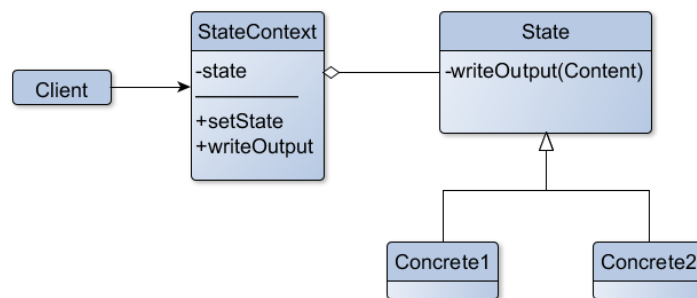 StateContext
-state
+setState
+writeOutput
State
-writeOutput(Content)
Client
Concrete1
Concrete2